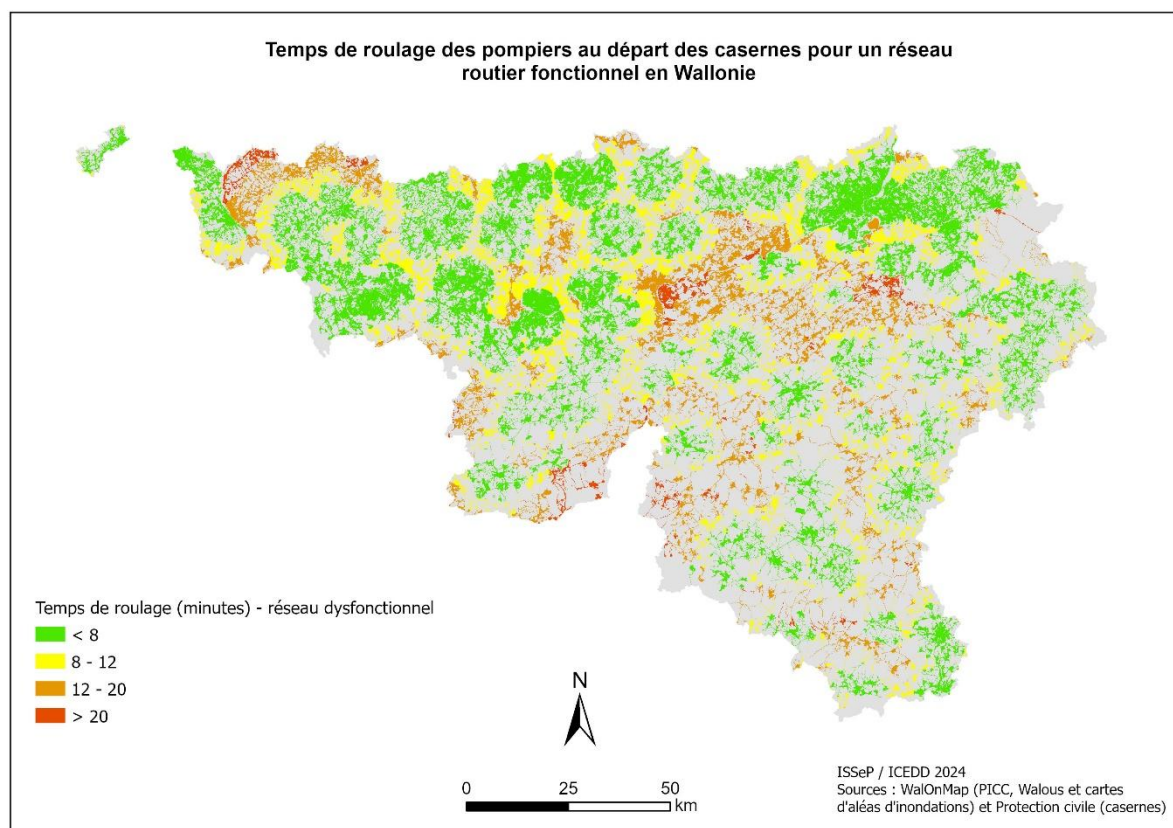 Temps de roulage des pompiers au départ des casernes pour un réseau
routier fonctionnel en Wallonie
Temps de roulage (minutes) - réseau dysfonctionnel
< 8
8 - 12
12 - 20
> 20
N
0 25 50
km
ISSeP / ICEDD 2024
Sources : WalOnMap (PICC, Walous et cartes
d'aléas d'inondations) et Protection civile (casernes)